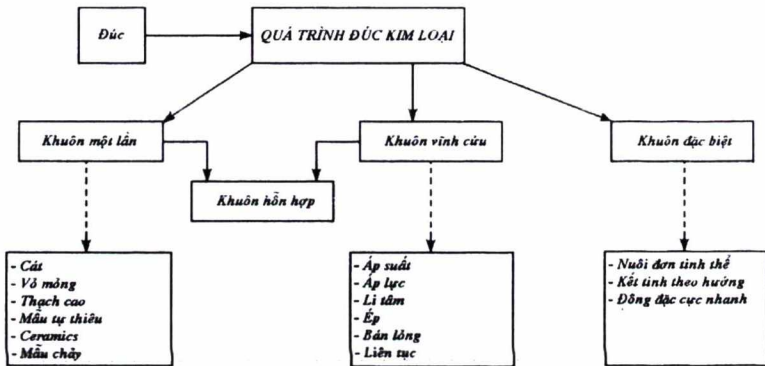 Đúc
QUÁ TRÌNH ĐÚC KIM LOẠI
Khuôn một lần
Khuôn vĩnh cửu
Khuôn đặc biệt
Khuôn hỗn hợp
- Cát
- Vỏ mỏng
- Thạch cao
- Mẫu tự thiêu
- Ceramics
- Mẫu chảy
- Áp suất
- Áp lực
- Li tâm
- Ép
- Bán lỏng
- Liên tục
- Nuôi đơn tinh thể
- Kết tinh theo hướng
- Đông đặc cực nhanh